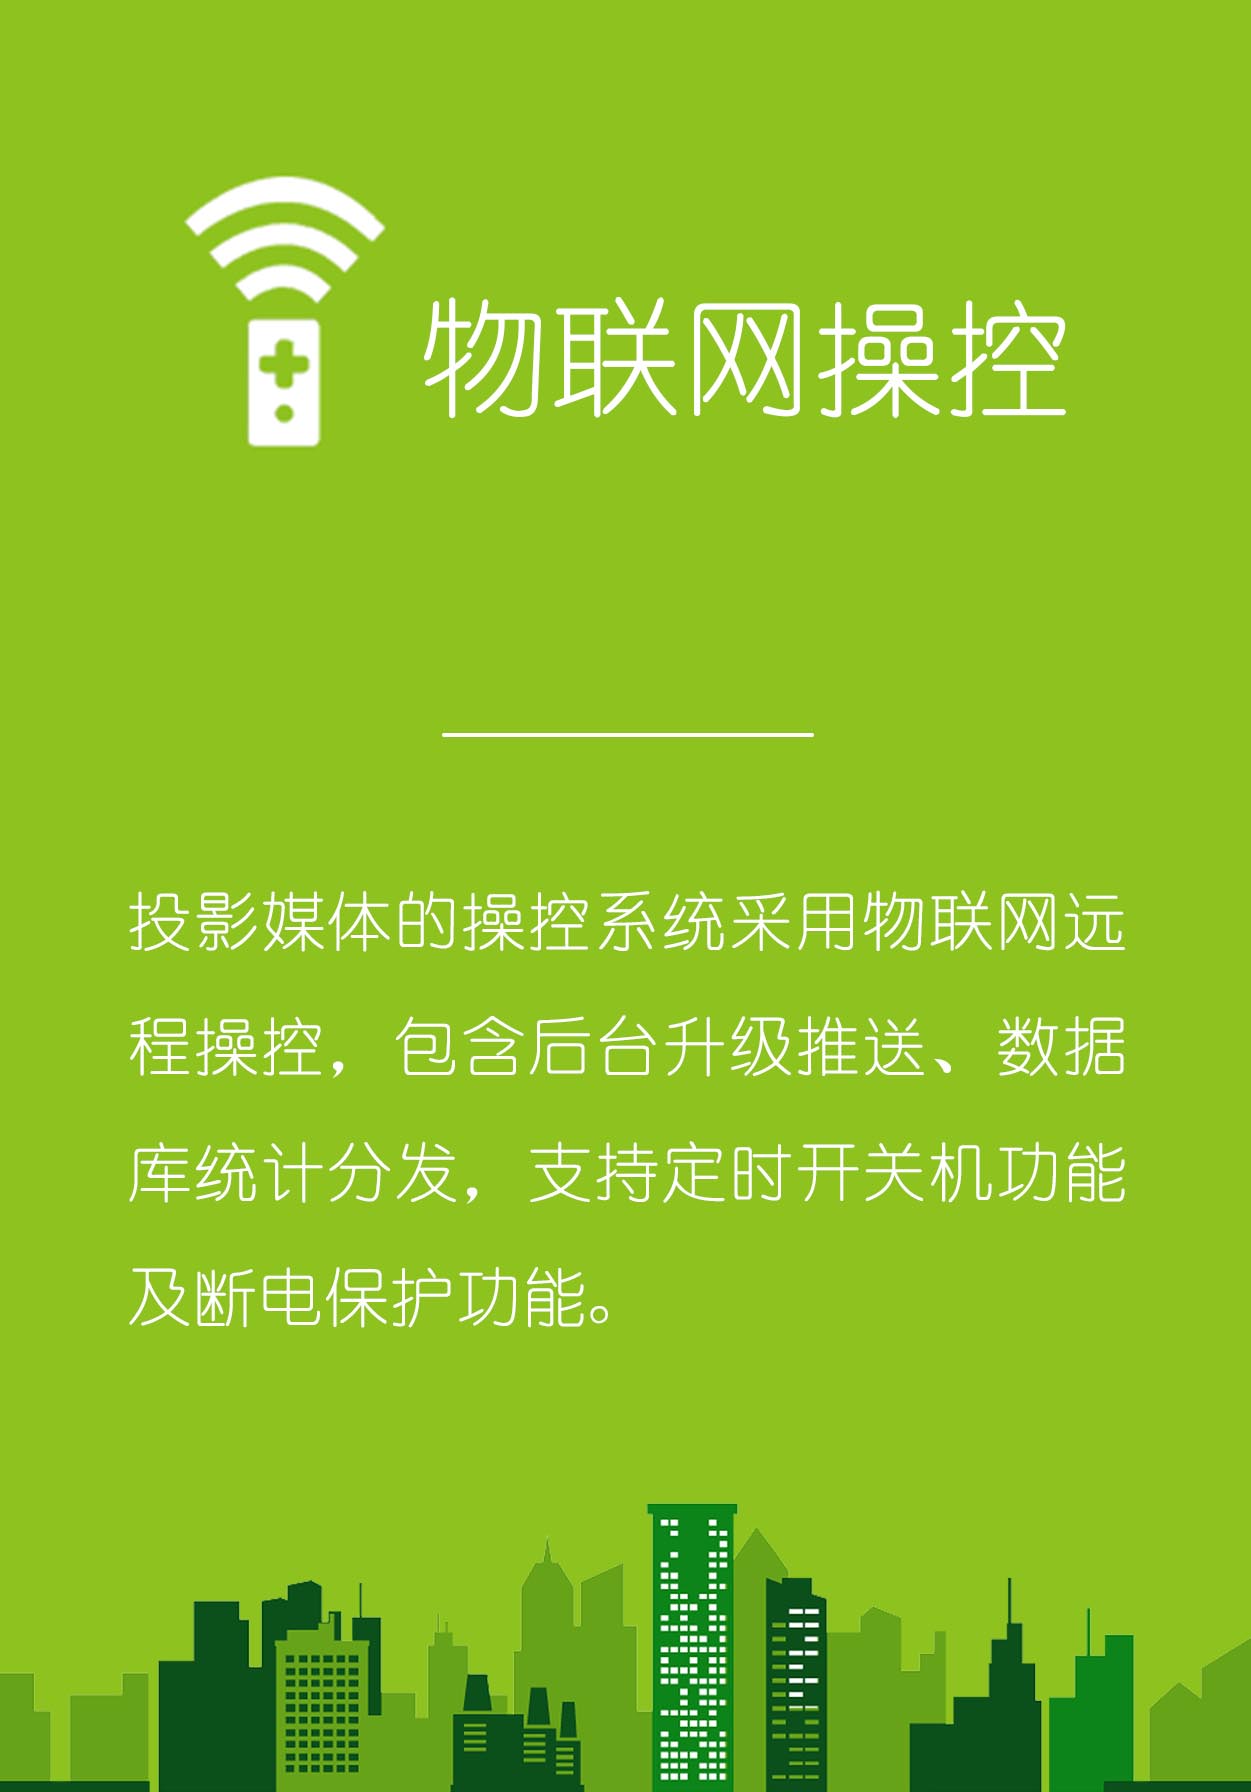 物联网操控
投影媒体的操控系统采用物联网远
程操控，包含后台升级推送、数据
库统计分发，支持定时开关机功能
及断电保护功能。